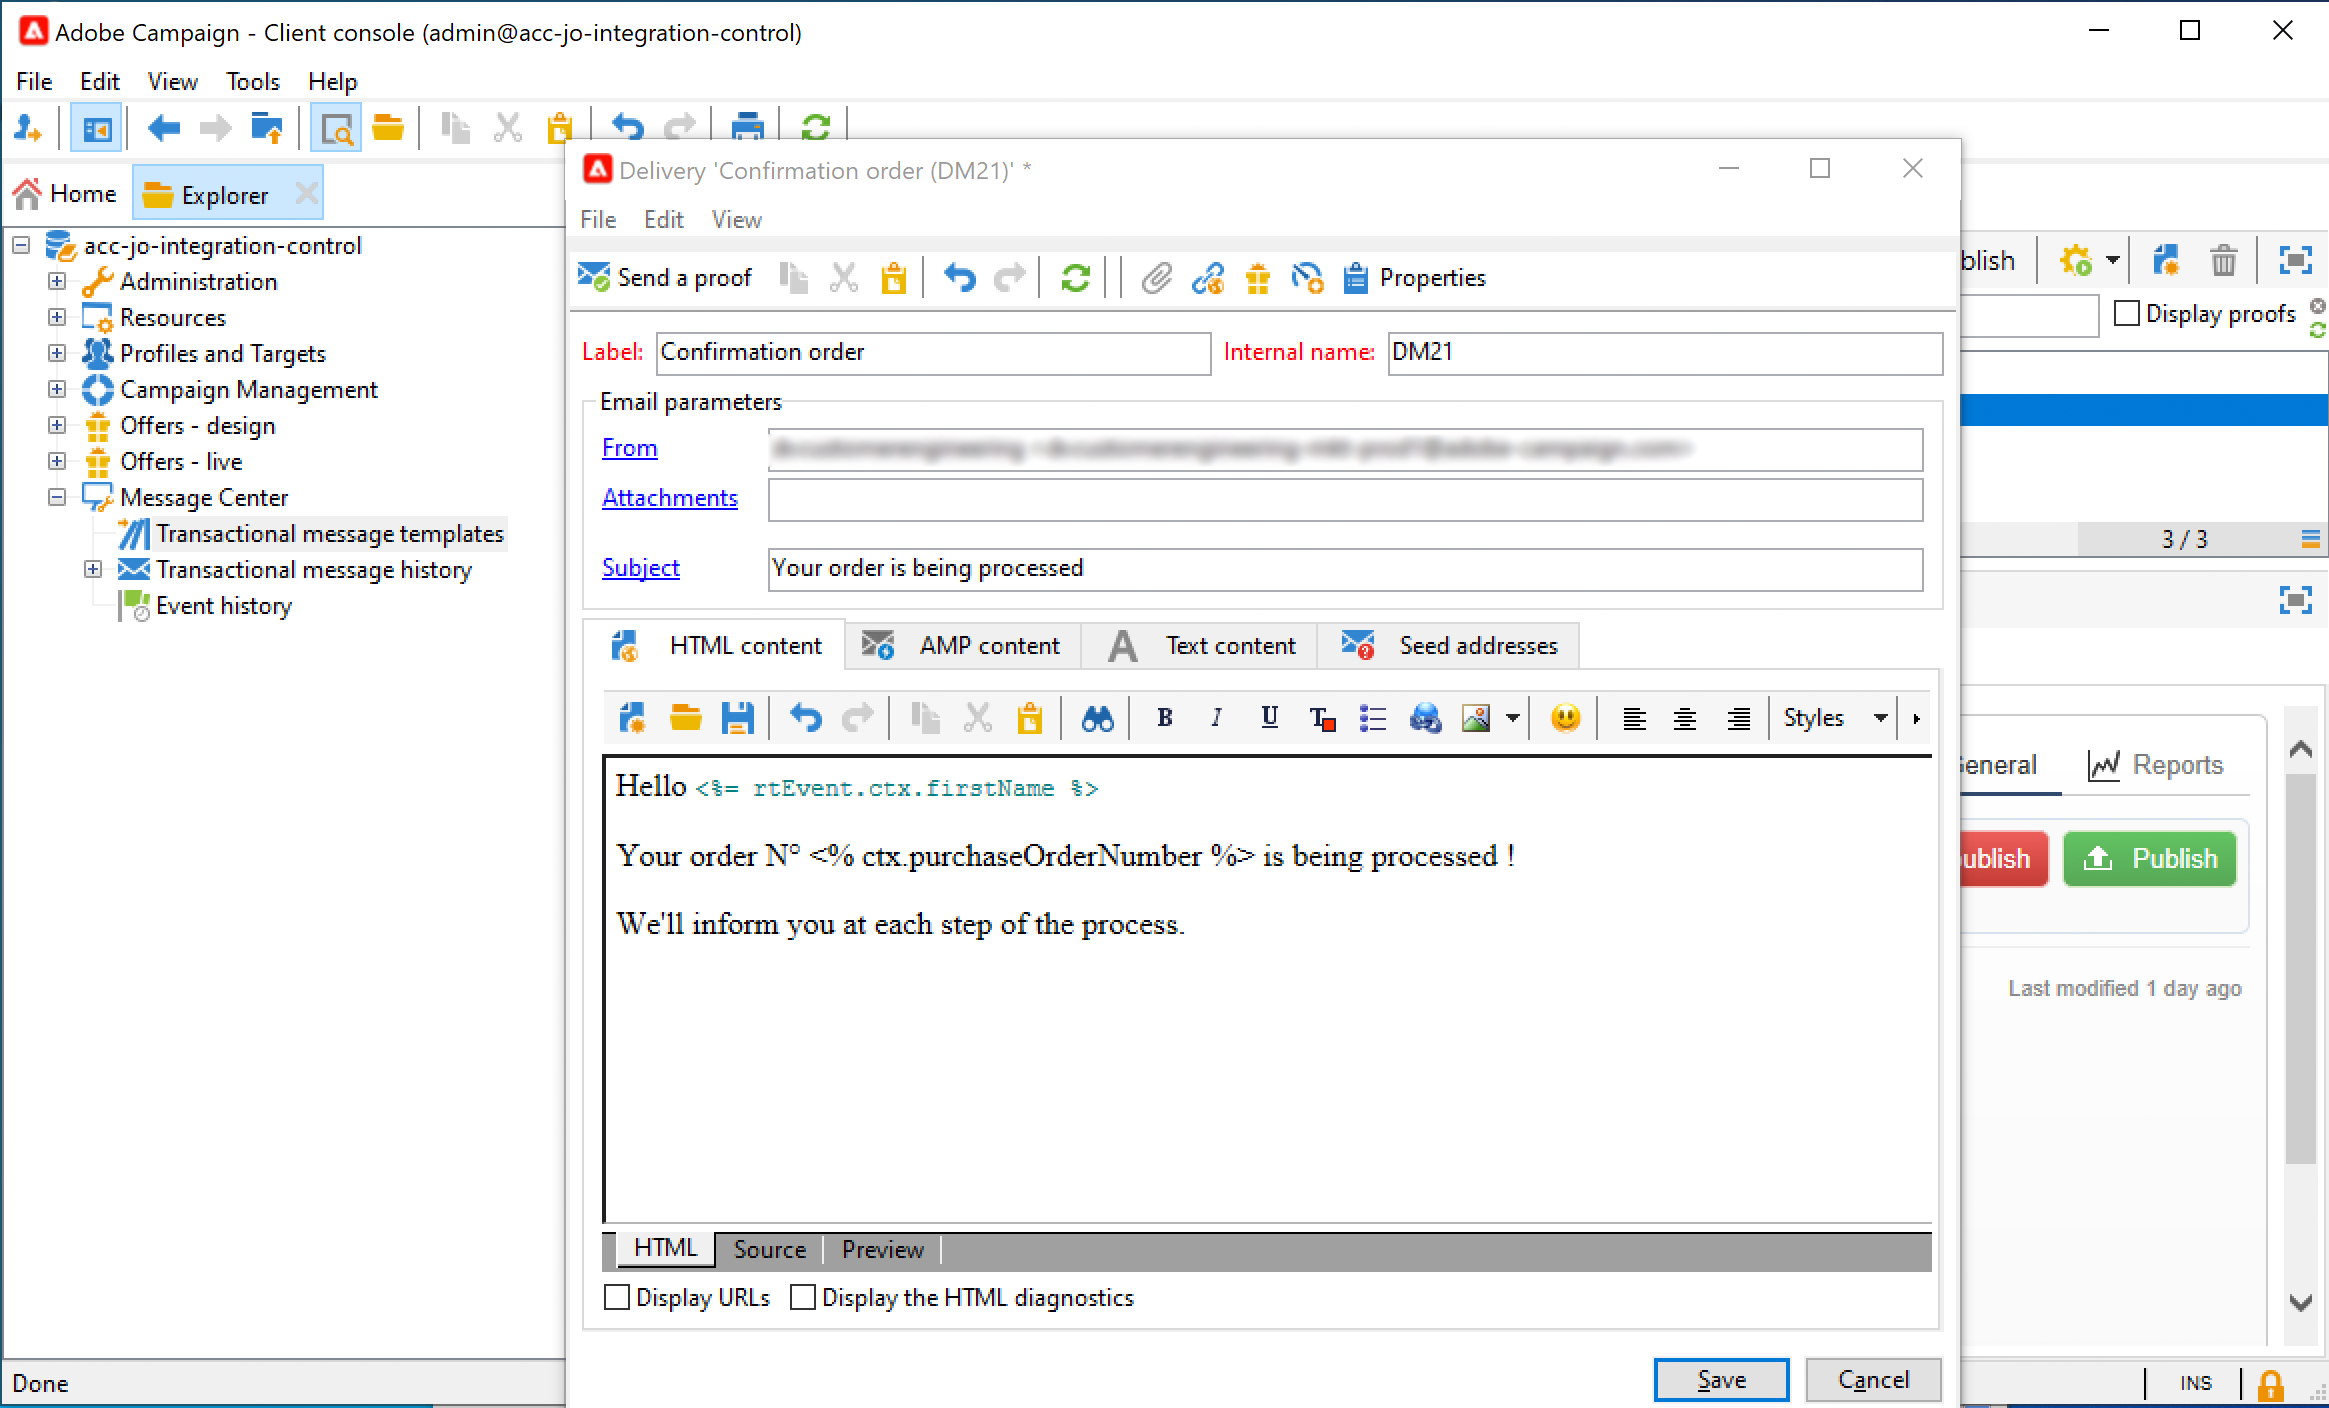 Adobe Campaign - Client console (admin@acc-jo-integration-control)
File Edit View Tools Help
Home Explorer
acc-jo-integration-control
Administration
Resources
Profiles and Targets
Campaign Management
Offers - design
Offers - live
Message Center
Transactional message templates
Transactional message history
Event history
Delivery 'Confirmation order (DM21)' *
File Edit View
Send a proof Properties
Label: Confirmation order Internal name: DM21
Email parameters
From
Attachments
Subject Your order is being processed
HTML content AMP content Text content Seed addresses
B I U T Styles
Hello <%= rtEvent.ctx.firstName %>
Your order N° <% ctx.purchaseOrderNumber %> is being processed !
We'll inform you at each step of the process.
HTML Source Preview
Display URLs Display the HTML diagnostics
Save Cancel
blish
Display proofs
3 / 3
eneral Reports
ublish Publish
Last modified 1 day ago
Done INS